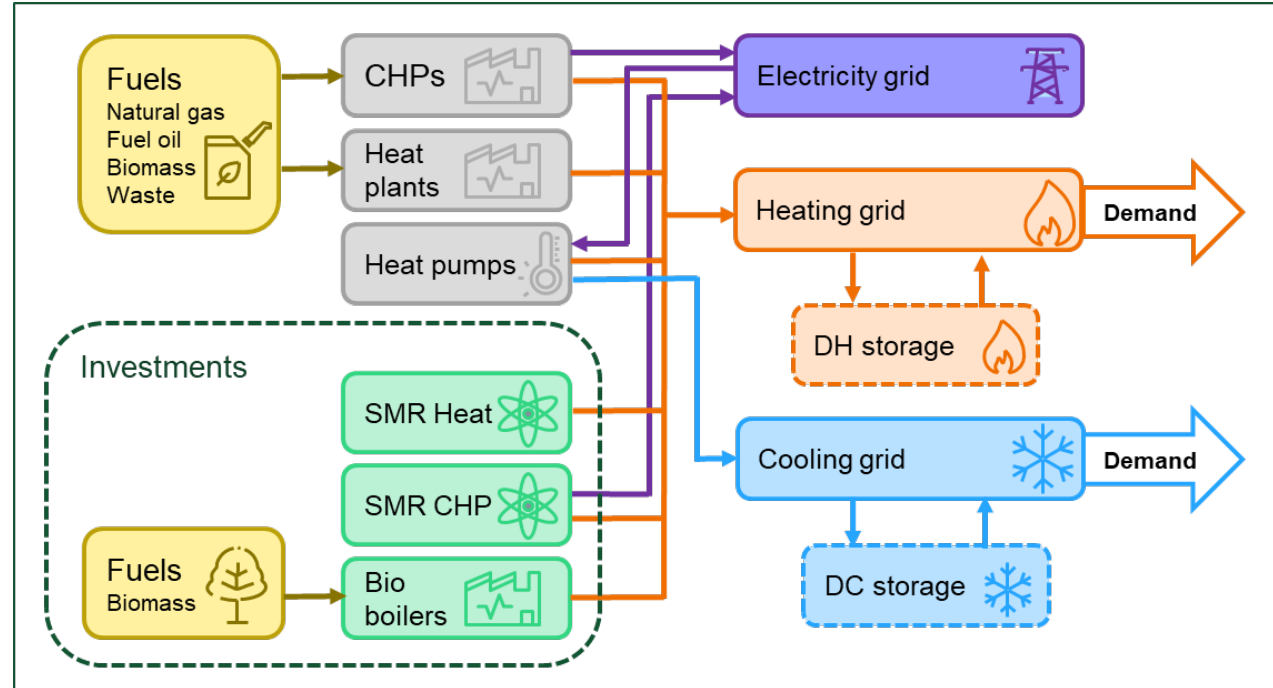 Fuels
Natural gas
Fuel oil
Biomass
Waste
CHPs
Heat
plants
Heat pumps
Electricity grid
Heating grid
Demand
DH storage
Cooling grid
Demand
DC storage
Investments
SMR Heat
SMR CHP
Fuels
Biomass
Bio
boilers